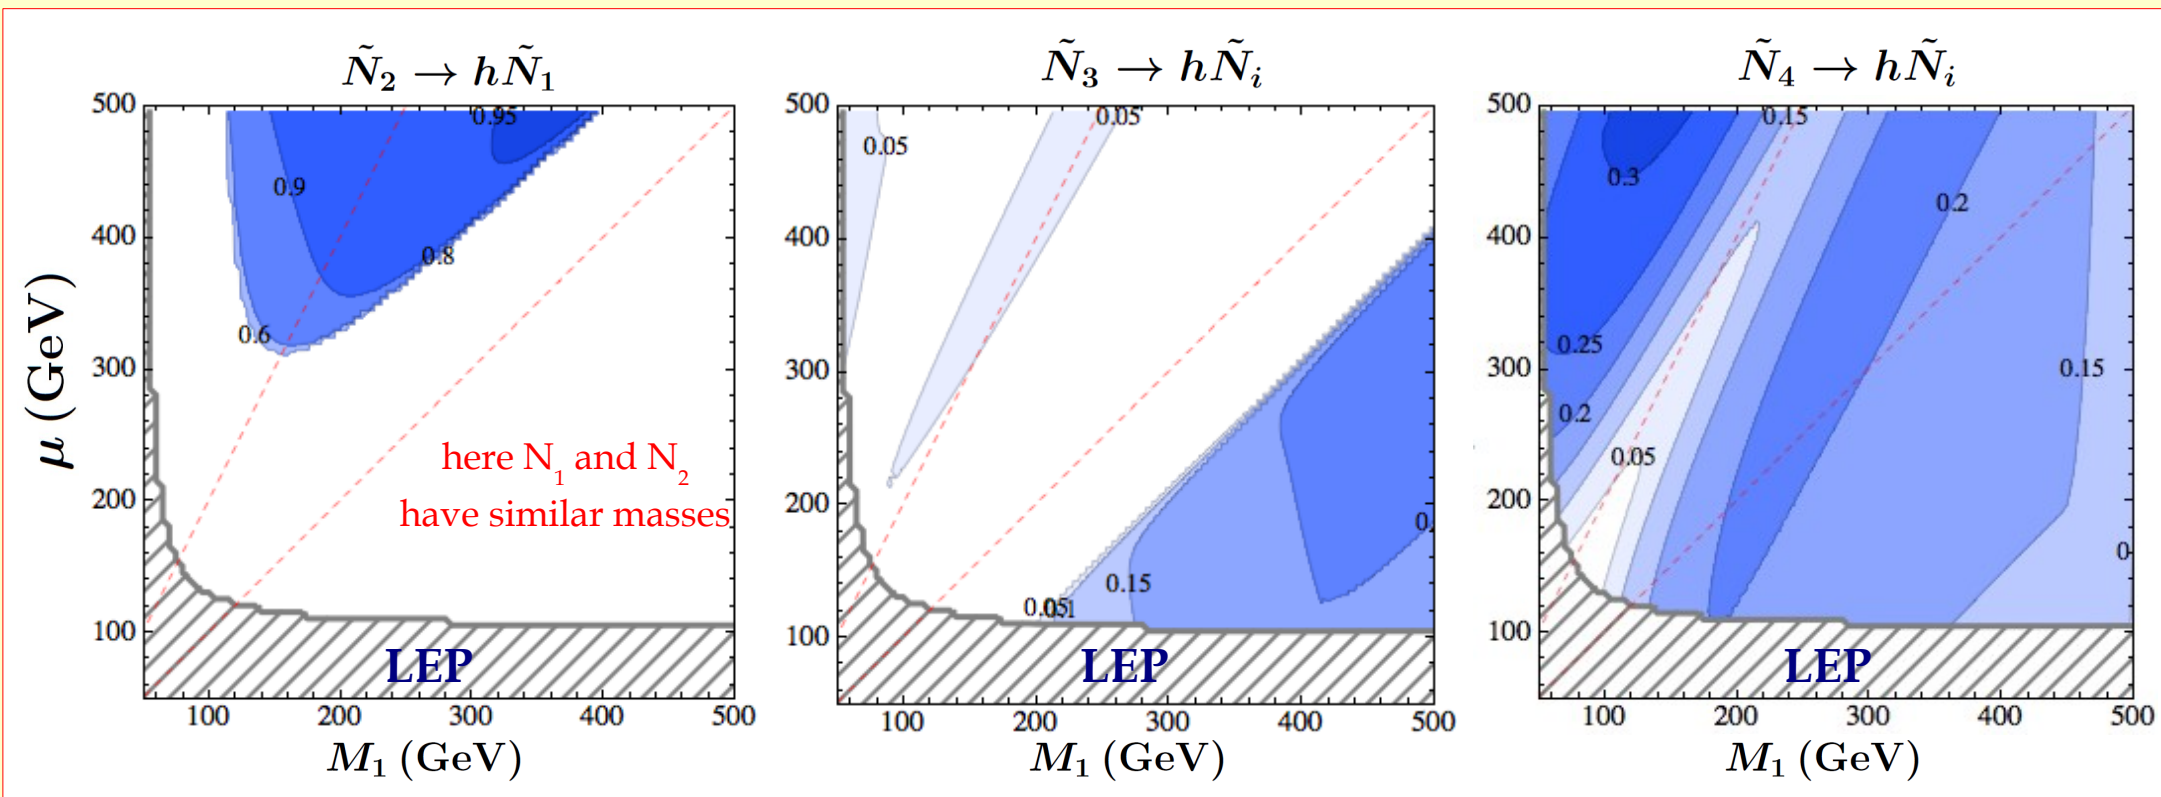 Ñ₂ → hÑ₁
Ñ₃ → hÑᵢ
Ñ₄ → hÑᵢ
μ (GeV)
500
400
300
200
100
0.95
0.9
0.8
0.6
here N₁ and N₂
have similar masses
LEP
100 200 300 400 500
M₁ (GeV)
500
400
300
200
100
0.05
0.05
0.15
0.05
0.
LEP
100 200 300 400 500
M₁ (GeV)
500
400
300
200
100
0.15
0.3
0.2
0.25
0.15
0.2
0.05
0
LEP
100 200 300 400 500
M₁ (GeV)